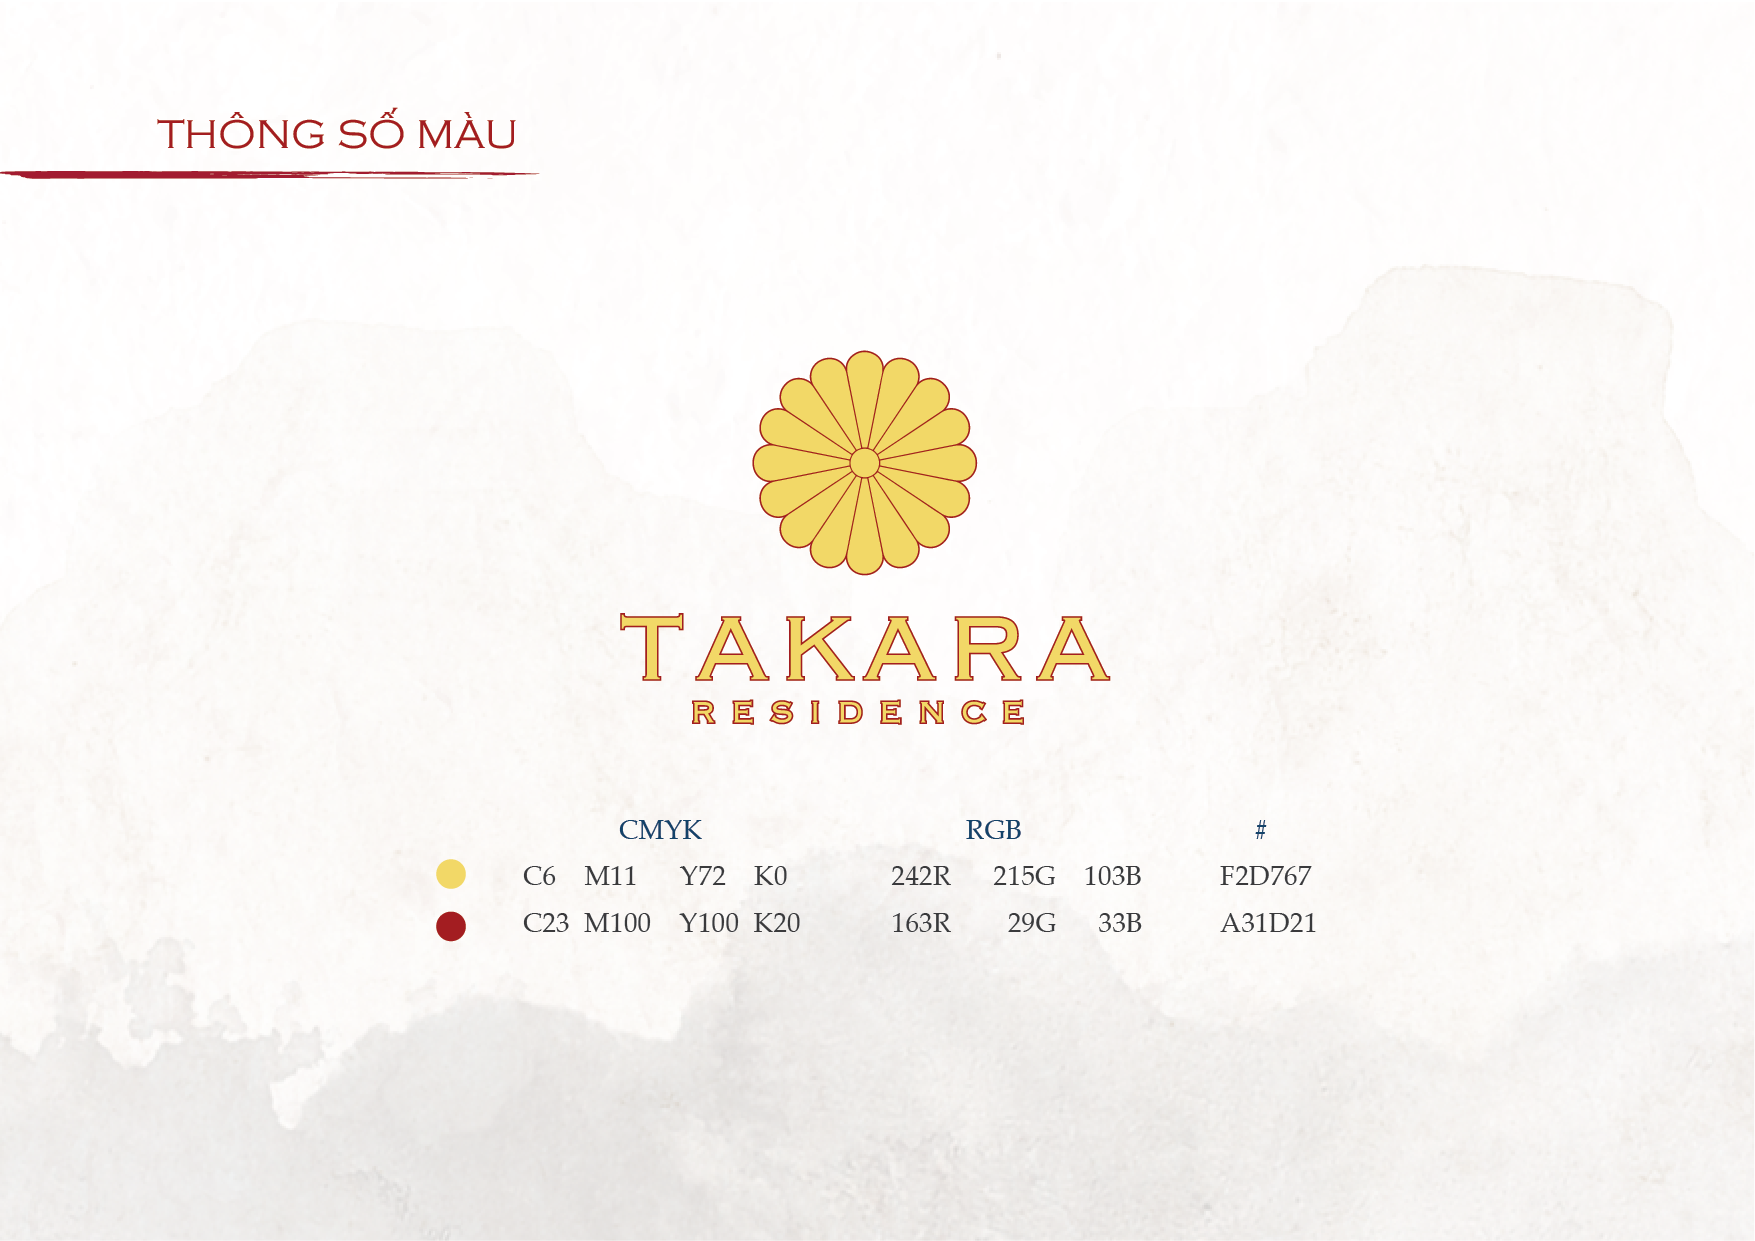 THÔNG SỐ MÀU
TAKARA
RESIDENCE
CMYK RGB #
C6 M11 Y72 K0 242R 215G 103B F2D767
C23 M100 Y100 K20 163R 29G 33B A31D21